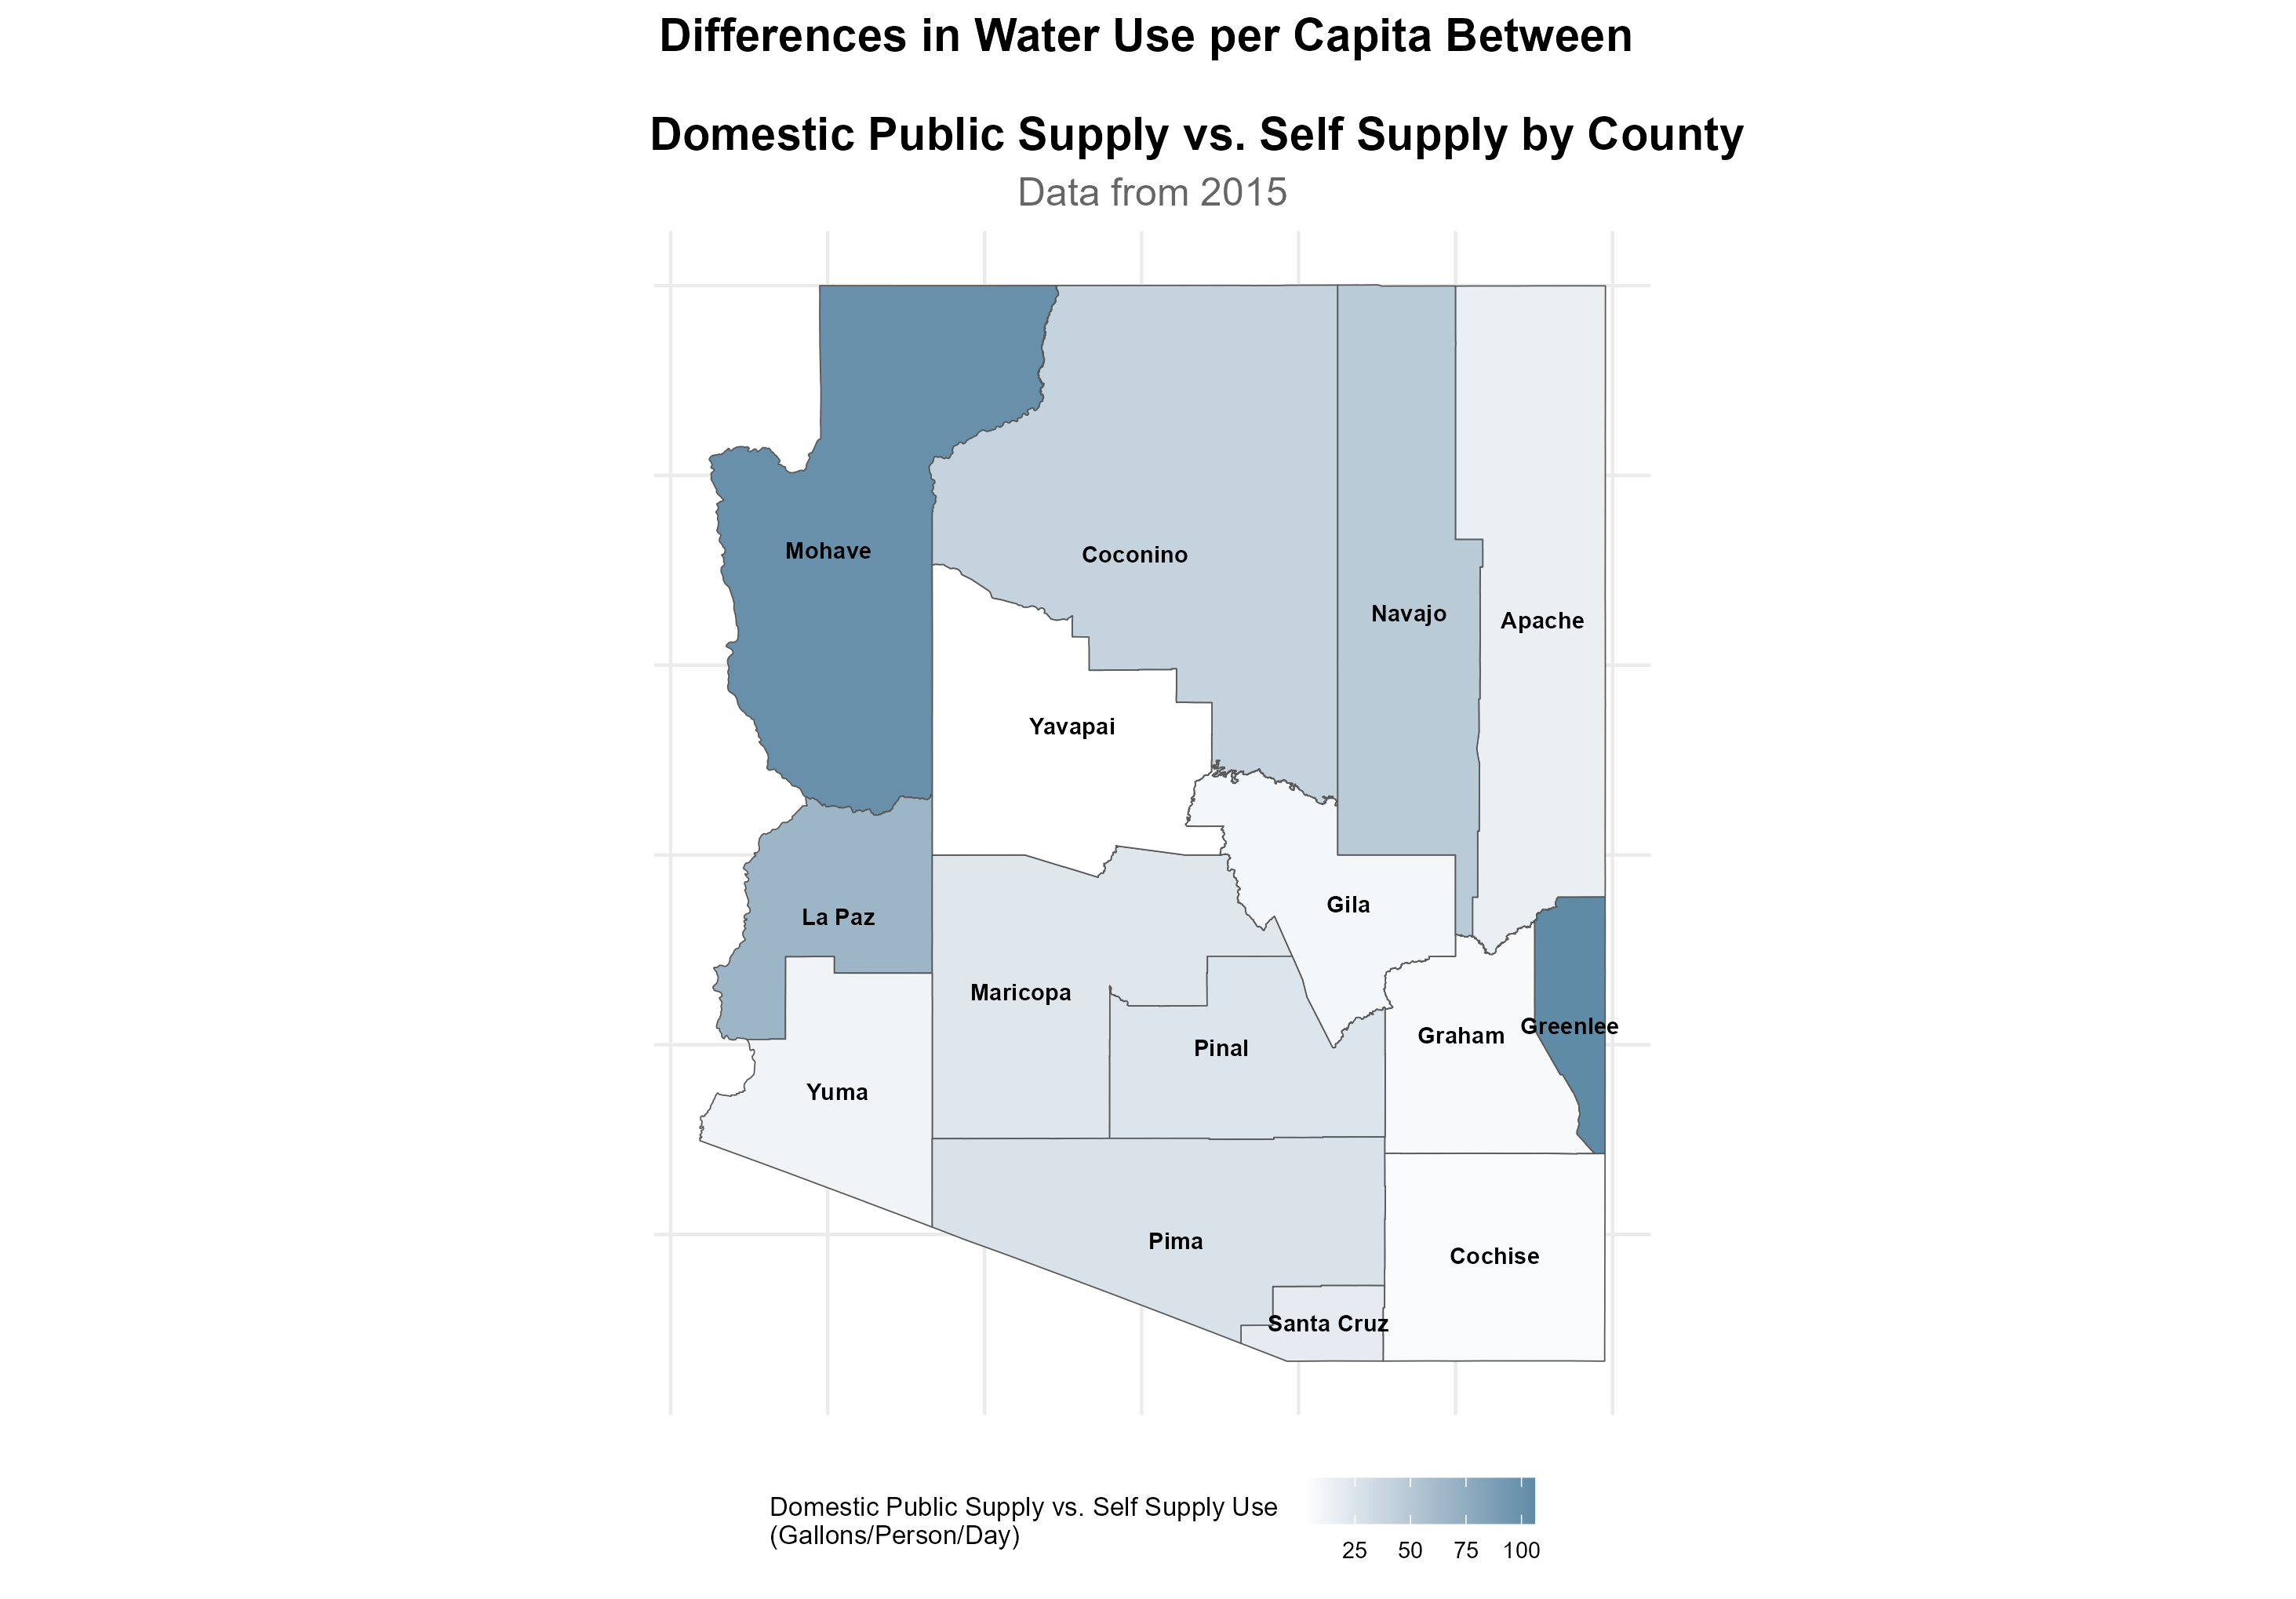 Differences in Water Use per Capita Between
Domestic Public Supply vs. Self Supply by County
Data from 2015
Mohave
Coconino
Navajo
Apache
Yavapai
La Paz
Gila
Maricopa
Greenlee
Graham
Pinal
Yuma
Pima
Cochise
Santa Cruz
Domestic Public Supply vs. Self Supply Use
(Gallons/Person/Day)
25 50 75 100